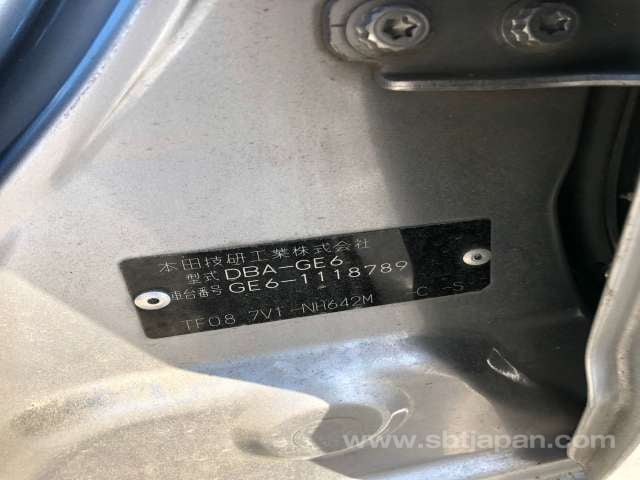 本田技研工業株式会社
型式 DBA-GE6
車台番号 GE6-1118789
TF08 7V1-NH642M -C -S
www.sbtjapan.com